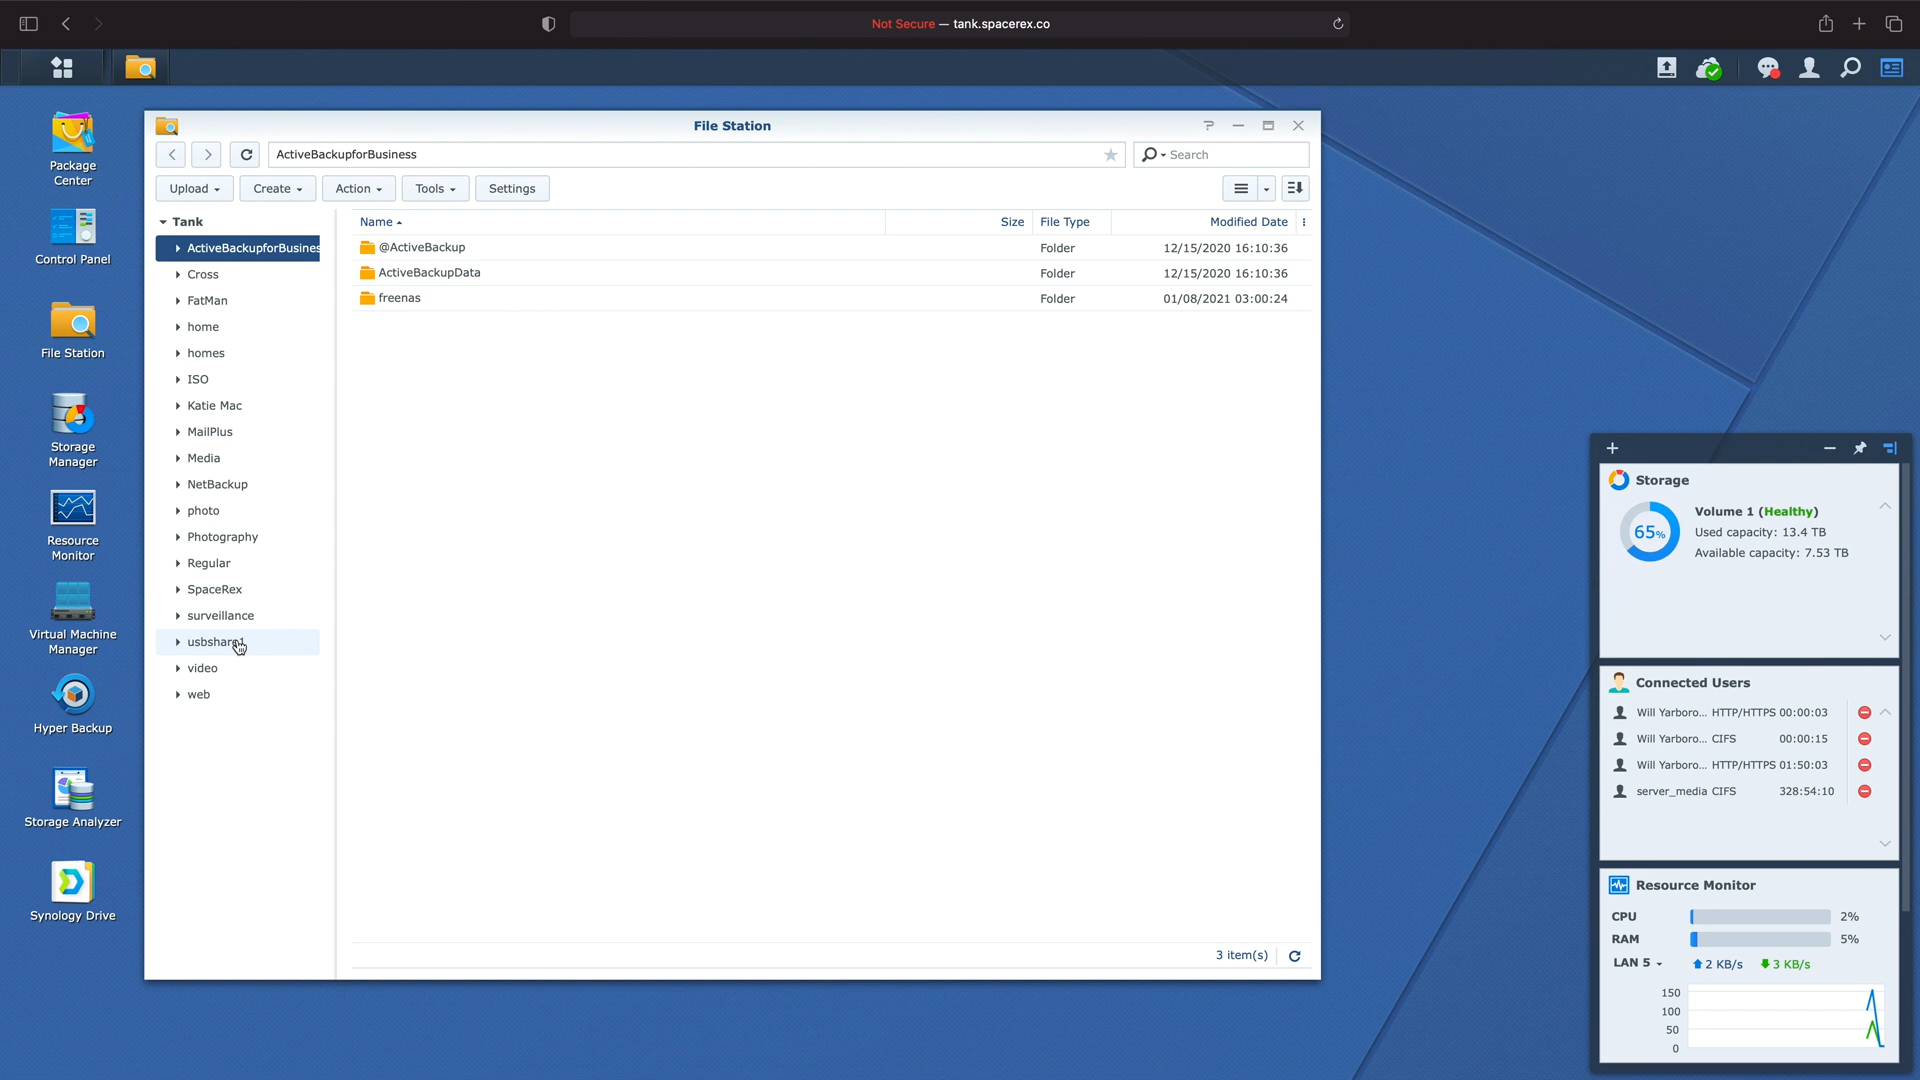 Not Secure — tank.spacerex.co
Package
Center
Control Panel
File Station
Storage
Manager
Resource
Monitor
Virtual Machine
Manager
Hyper Backup
Storage Analyzer
Synology Drive
File Station
ActiveBackupforBusiness
Search
Upload
Create
Action
Tools
Settings
Tank
ActiveBackupforBusines
Cross
FatMan
home
homes
ISO
Katie Mac
MailPlus
Media
NetBackup
photo
Photography
Regular
SpaceRex
surveillance
usbshare1
video
web
Name Size File Type Modified Date
@ActiveBackup Folder 12/15/2020 16:10:36
ActiveBackupData Folder 12/15/2020 16:10:36
freenas Folder 01/08/2021 03:00:24
3 item(s)
Storage
65%
Volume 1 (Healthy)
Used capacity: 13.4 TB
Available capacity: 7.53 TB
Connected Users
Will Yarboro... HTTP/HTTPS 00:00:03
Will Yarboro... CIFS 00:00:15
Will Yarboro... HTTP/HTTPS 01:50:03
server_media CIFS 328:54:10
Resource Monitor
CPU 2%
RAM 5%
LAN 5 2 KB/s 3 KB/s
150
100
50
0